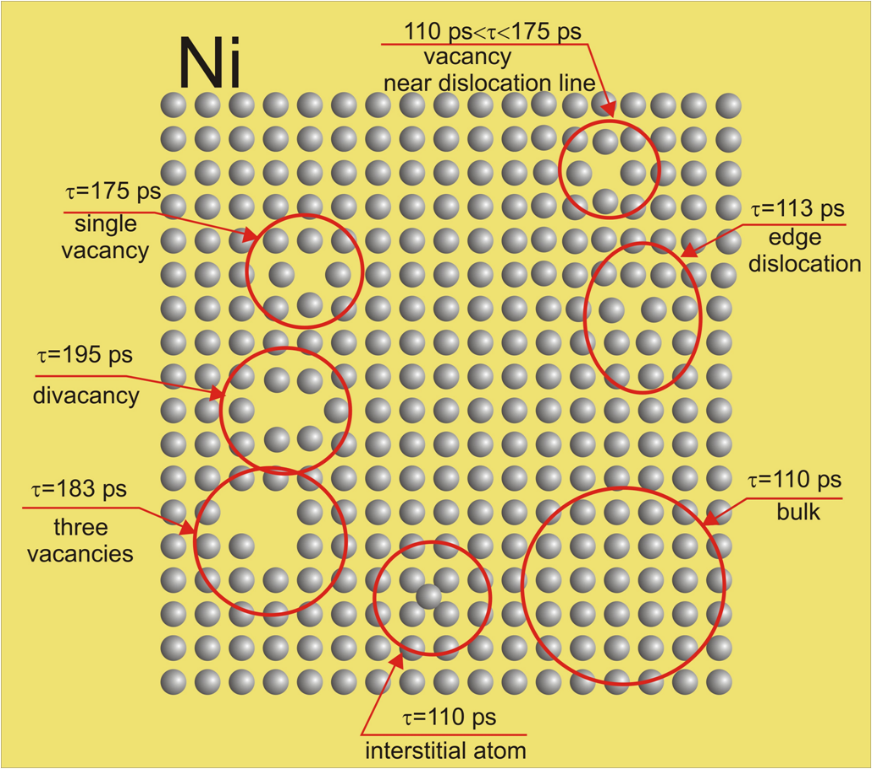 Ni
110 ps<τ<175 ps
vacancy
near dislocation line
τ=175 ps
single
vacancy
τ=113 ps
edge
dislocation
τ=195 ps
divacancy
τ=183 ps
three
vacancies
τ=110 ps
bulk
τ=110 ps
interstitial atom